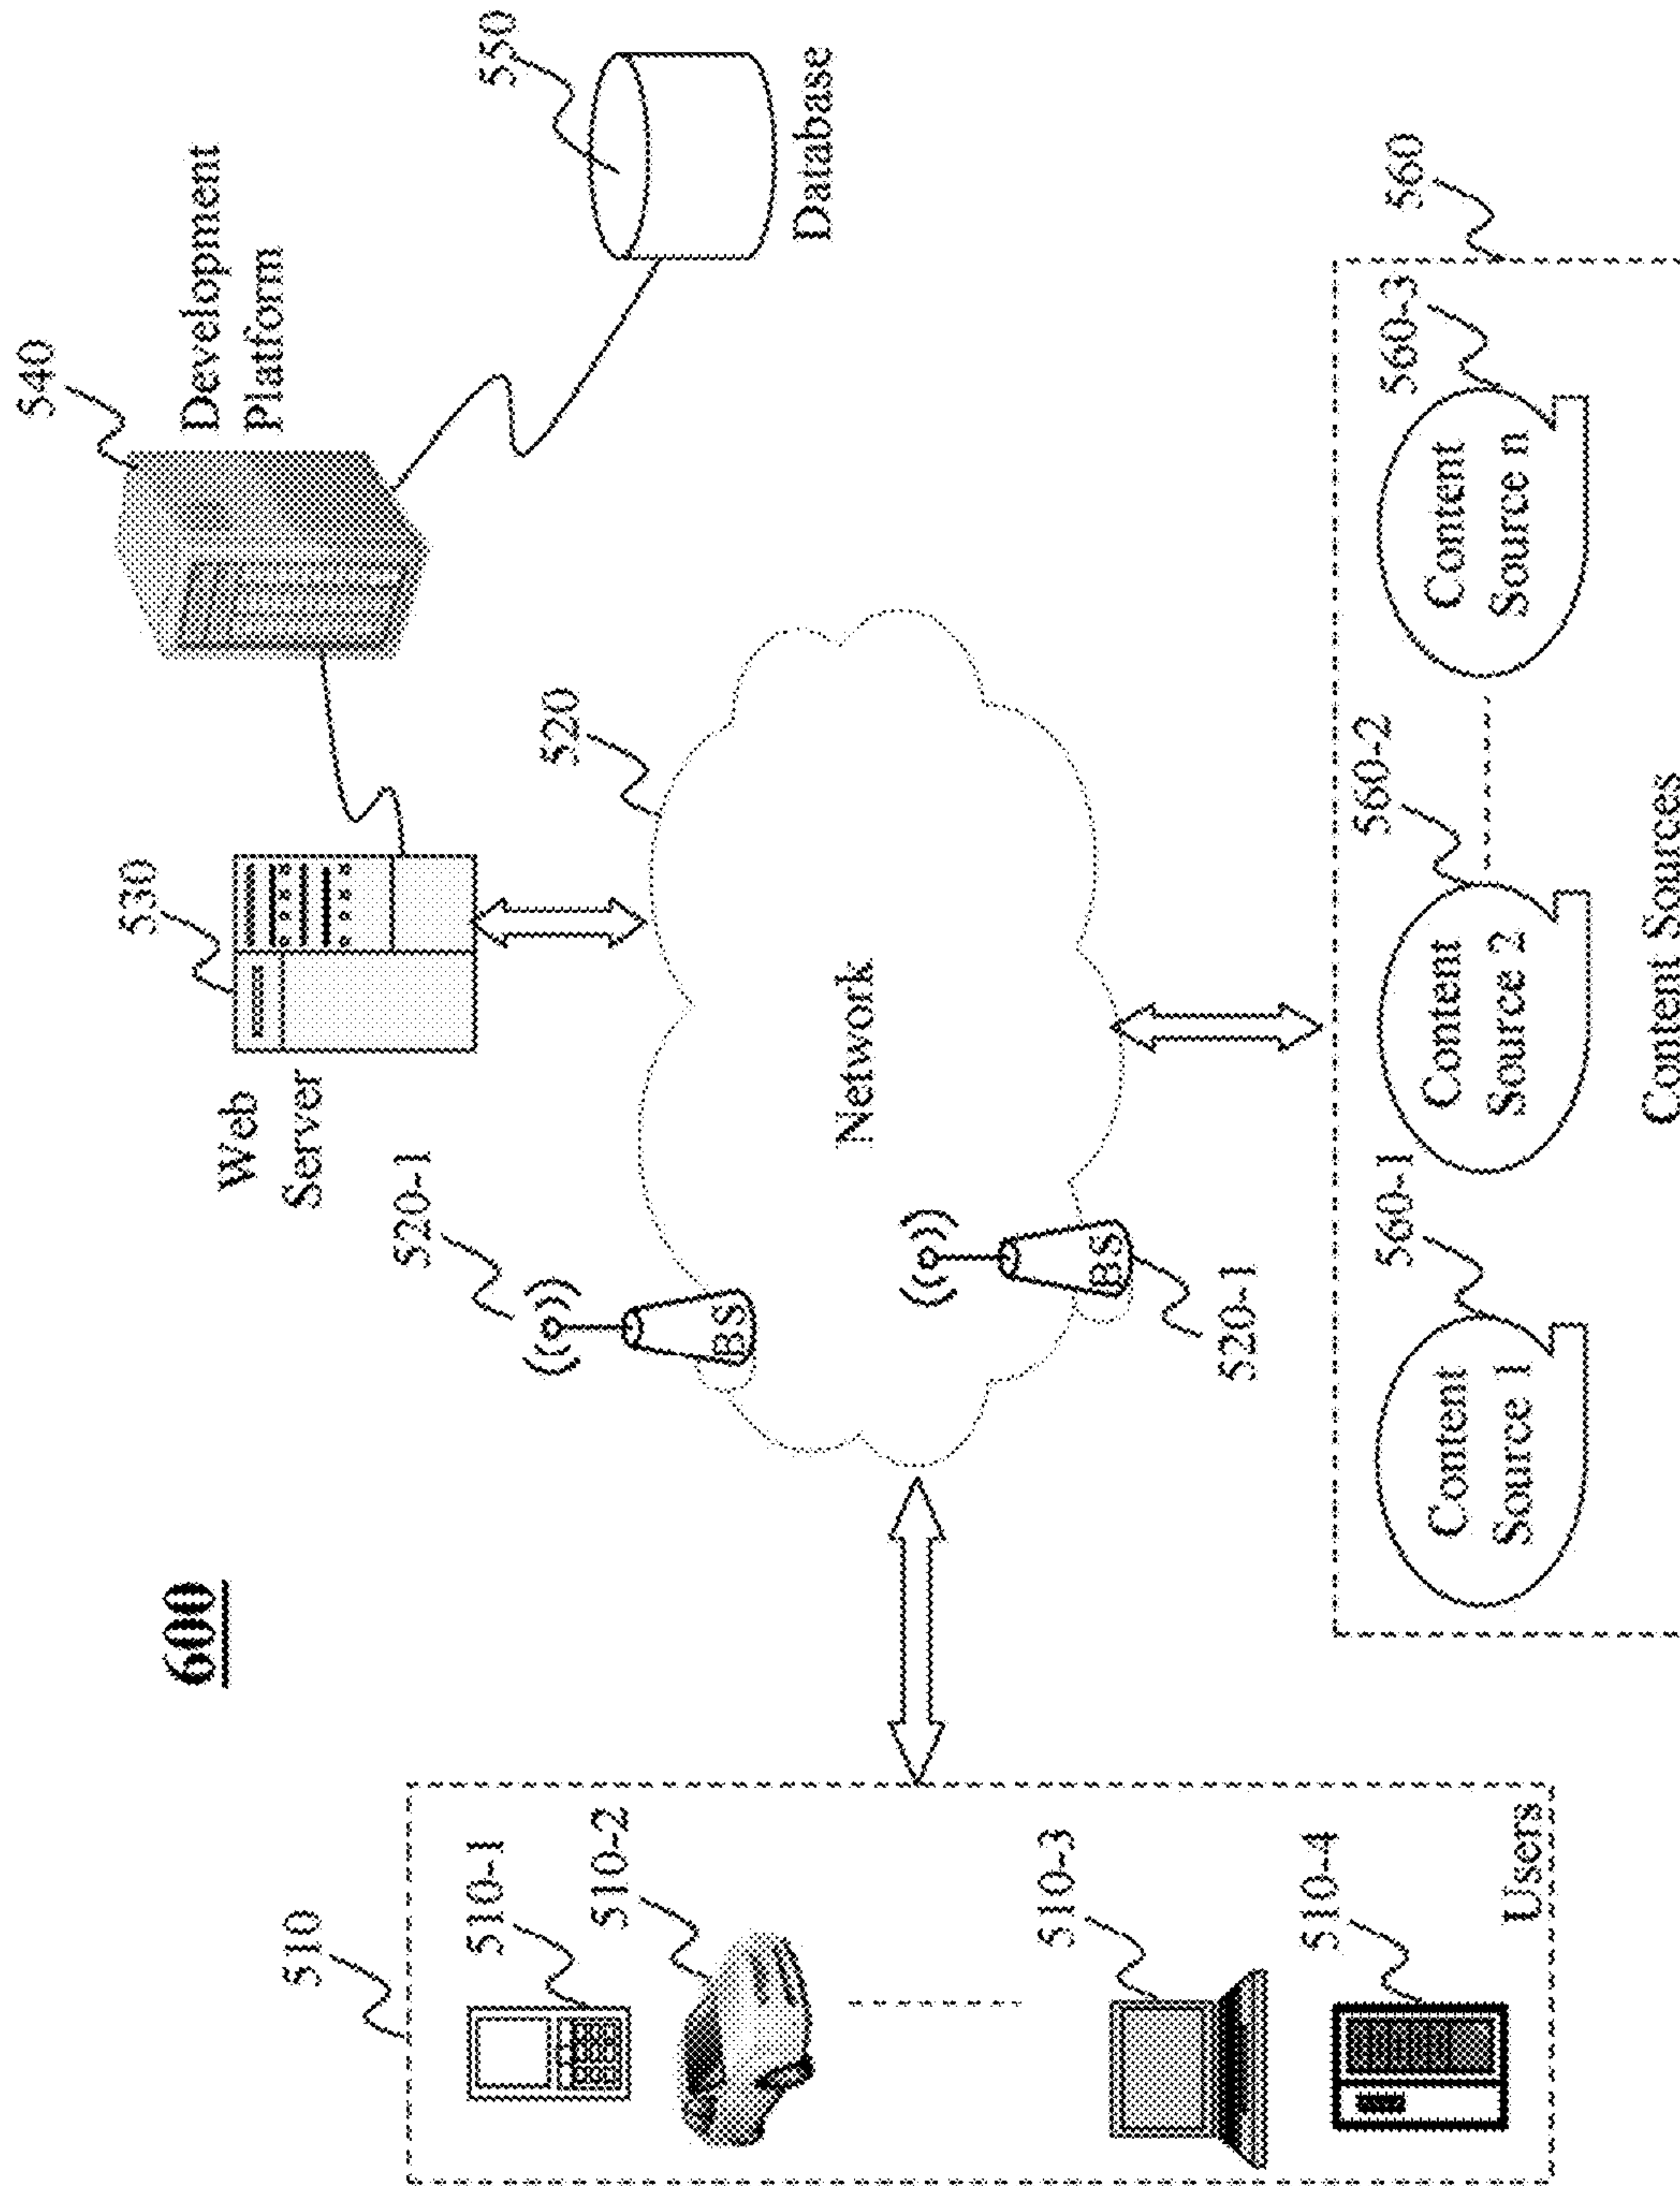 600
540
Development
Platform
550
Database
530
Web
Server
520-1
520
BS
Network
BS
520-1
510
510-1
510-2
510-3
510-4
Users
560
560-1
560-2
560-3
Content
Source 1
Content
Source 2
Content
Source n
Content Sources